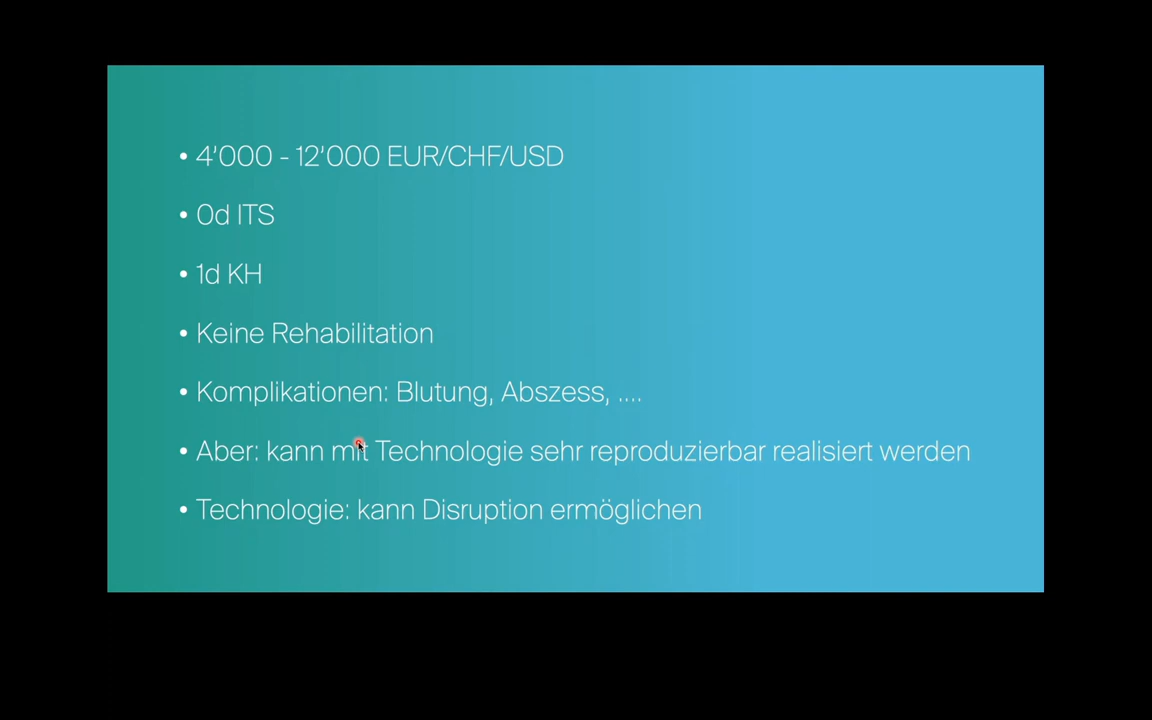 • 4'000 - 12'000 EUR/CHF/USD
• 0d ITS
• 1d KH
• Keine Rehabilitation
• Komplikationen: Blutung, Abszess, ....
• Aber: kann mit Technologie sehr reproduzierbar realisiert werden
• Technologie: kann Disruption ermöglichen